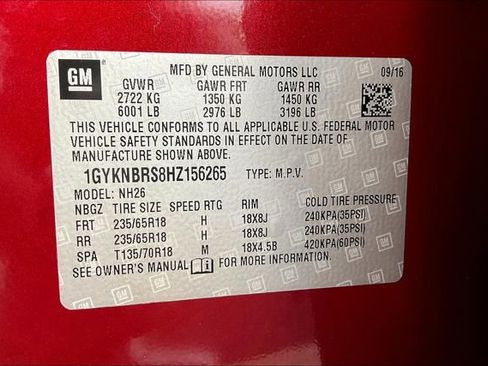 GM
MFD BY GENERAL MOTORS LLC 09/16
GVWR GAWR FRT GAWR RR
2722 KG 1350 KG 1450 KG
6001 LB 2976 LB 3196 LB
THIS VEHICLE CONFORMS TO ALL APPLICABLE U.S. FEDERAL MOTOR
VEHICLE SAFETY STANDARDS IN EFFECT ON THE DATE OF
MANUFACTURE SHOWN ABOVE.
1GYKNBRS8HZ156265 TYPE: M.P.V.
MODEL: NH26
NBGZ TIRE SIZE SPEED RTG RIM COLD TIRE PRESSURE
FRT 235/65R18 H 18X8J 240KPA(35PSI)
RR 235/65R18 H 18X8J 240KPA(35PSI)
SPA T135/70R18 M 18X4.5B 420KPA(60PSI)
SEE OWNER'S MANUAL i FOR MORE INFORMATION.